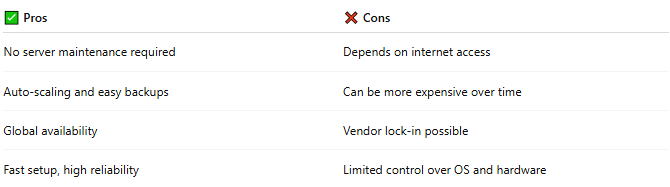 ✅ Pros ❌ Cons
No server maintenance required Depends on internet access
Auto-scaling and easy backups Can be more expensive over time
Global availability Vendor lock-in possible
Fast setup, high reliability Limited control over OS and hardware